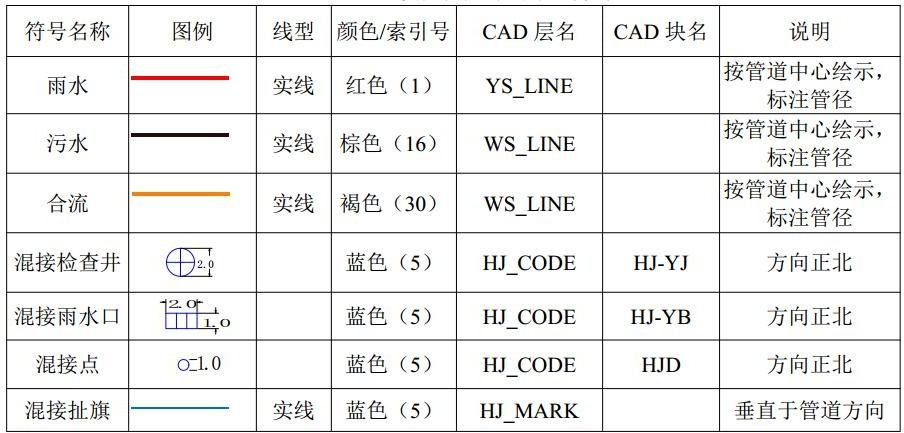 符号名称 图例 线型 颜色/索引号 CAD 层名 CAD 块名 说明
雨水 实线 红色（1） YS_LINE 按管道中心绘示，
标注管径
污水 实线 棕色（16） WS_LINE 按管道中心绘示，
标注管径
合流 实线 褐色（30） WS_LINE 按管道中心绘示，
标注管径
混接检查井 2.0 蓝色（5） HJ_CODE HJ-YJ 方向正北
混接雨水口 2.0 1.0 蓝色（5） HJ_CODE HJ-YB 方向正北
混接点 1.0 蓝色（5） HJ_CODE HJD 方向正北
混接扯旗 实线 蓝色（5） HJ_MARK 垂直于管道方向